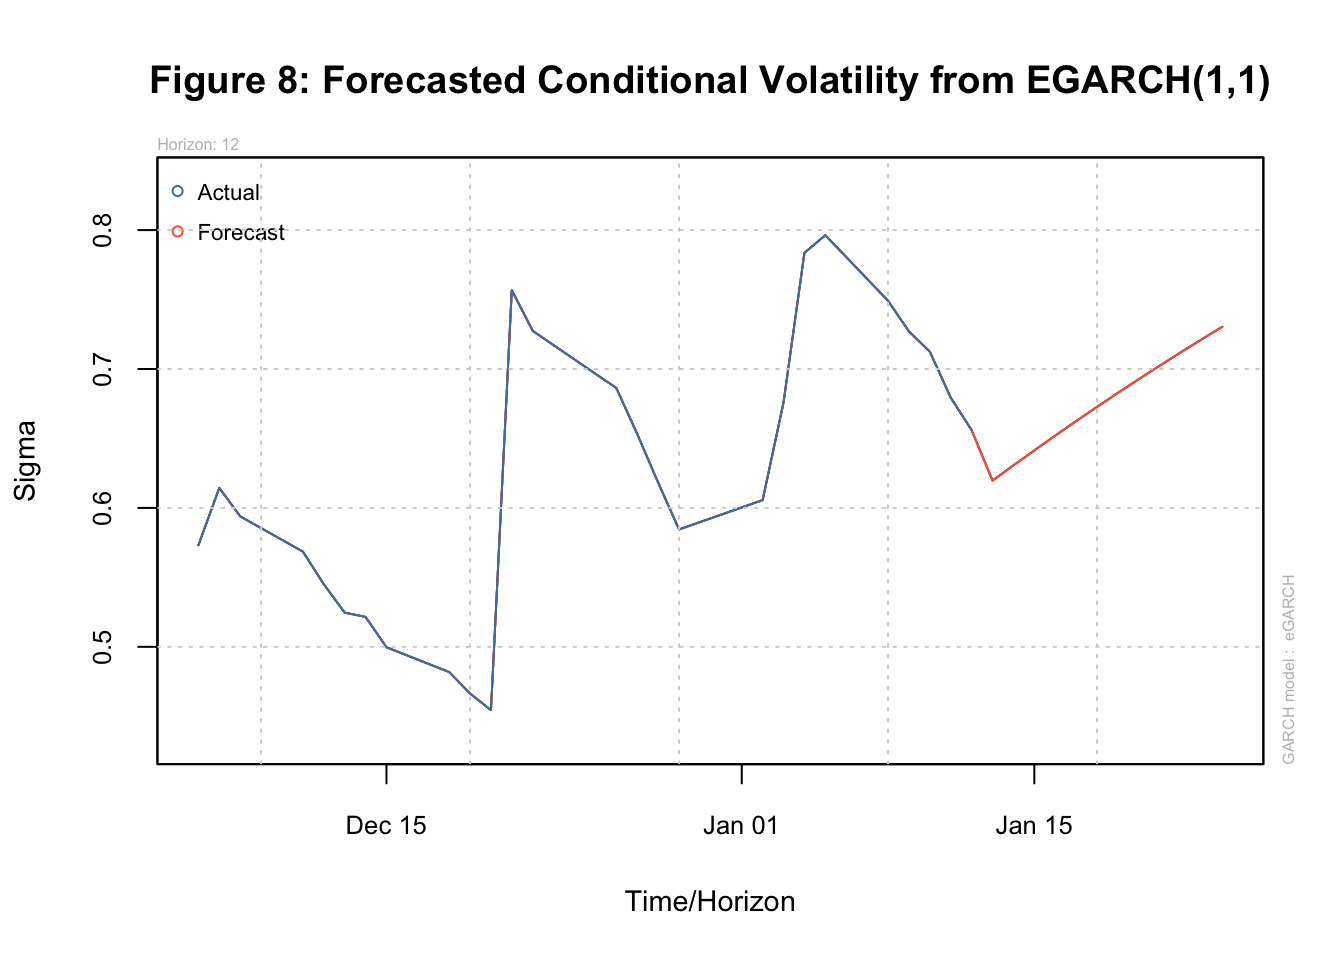 Figure 8: Forecasted Conditional Volatility from EGARCH(1,1)
Horizon: 12
Actual
Forecast
0.8
0.7
0.6
0.5
Sigma
GARCH model : eGARCH
Dec 15
Jan 01
Jan 15
Time/Horizon